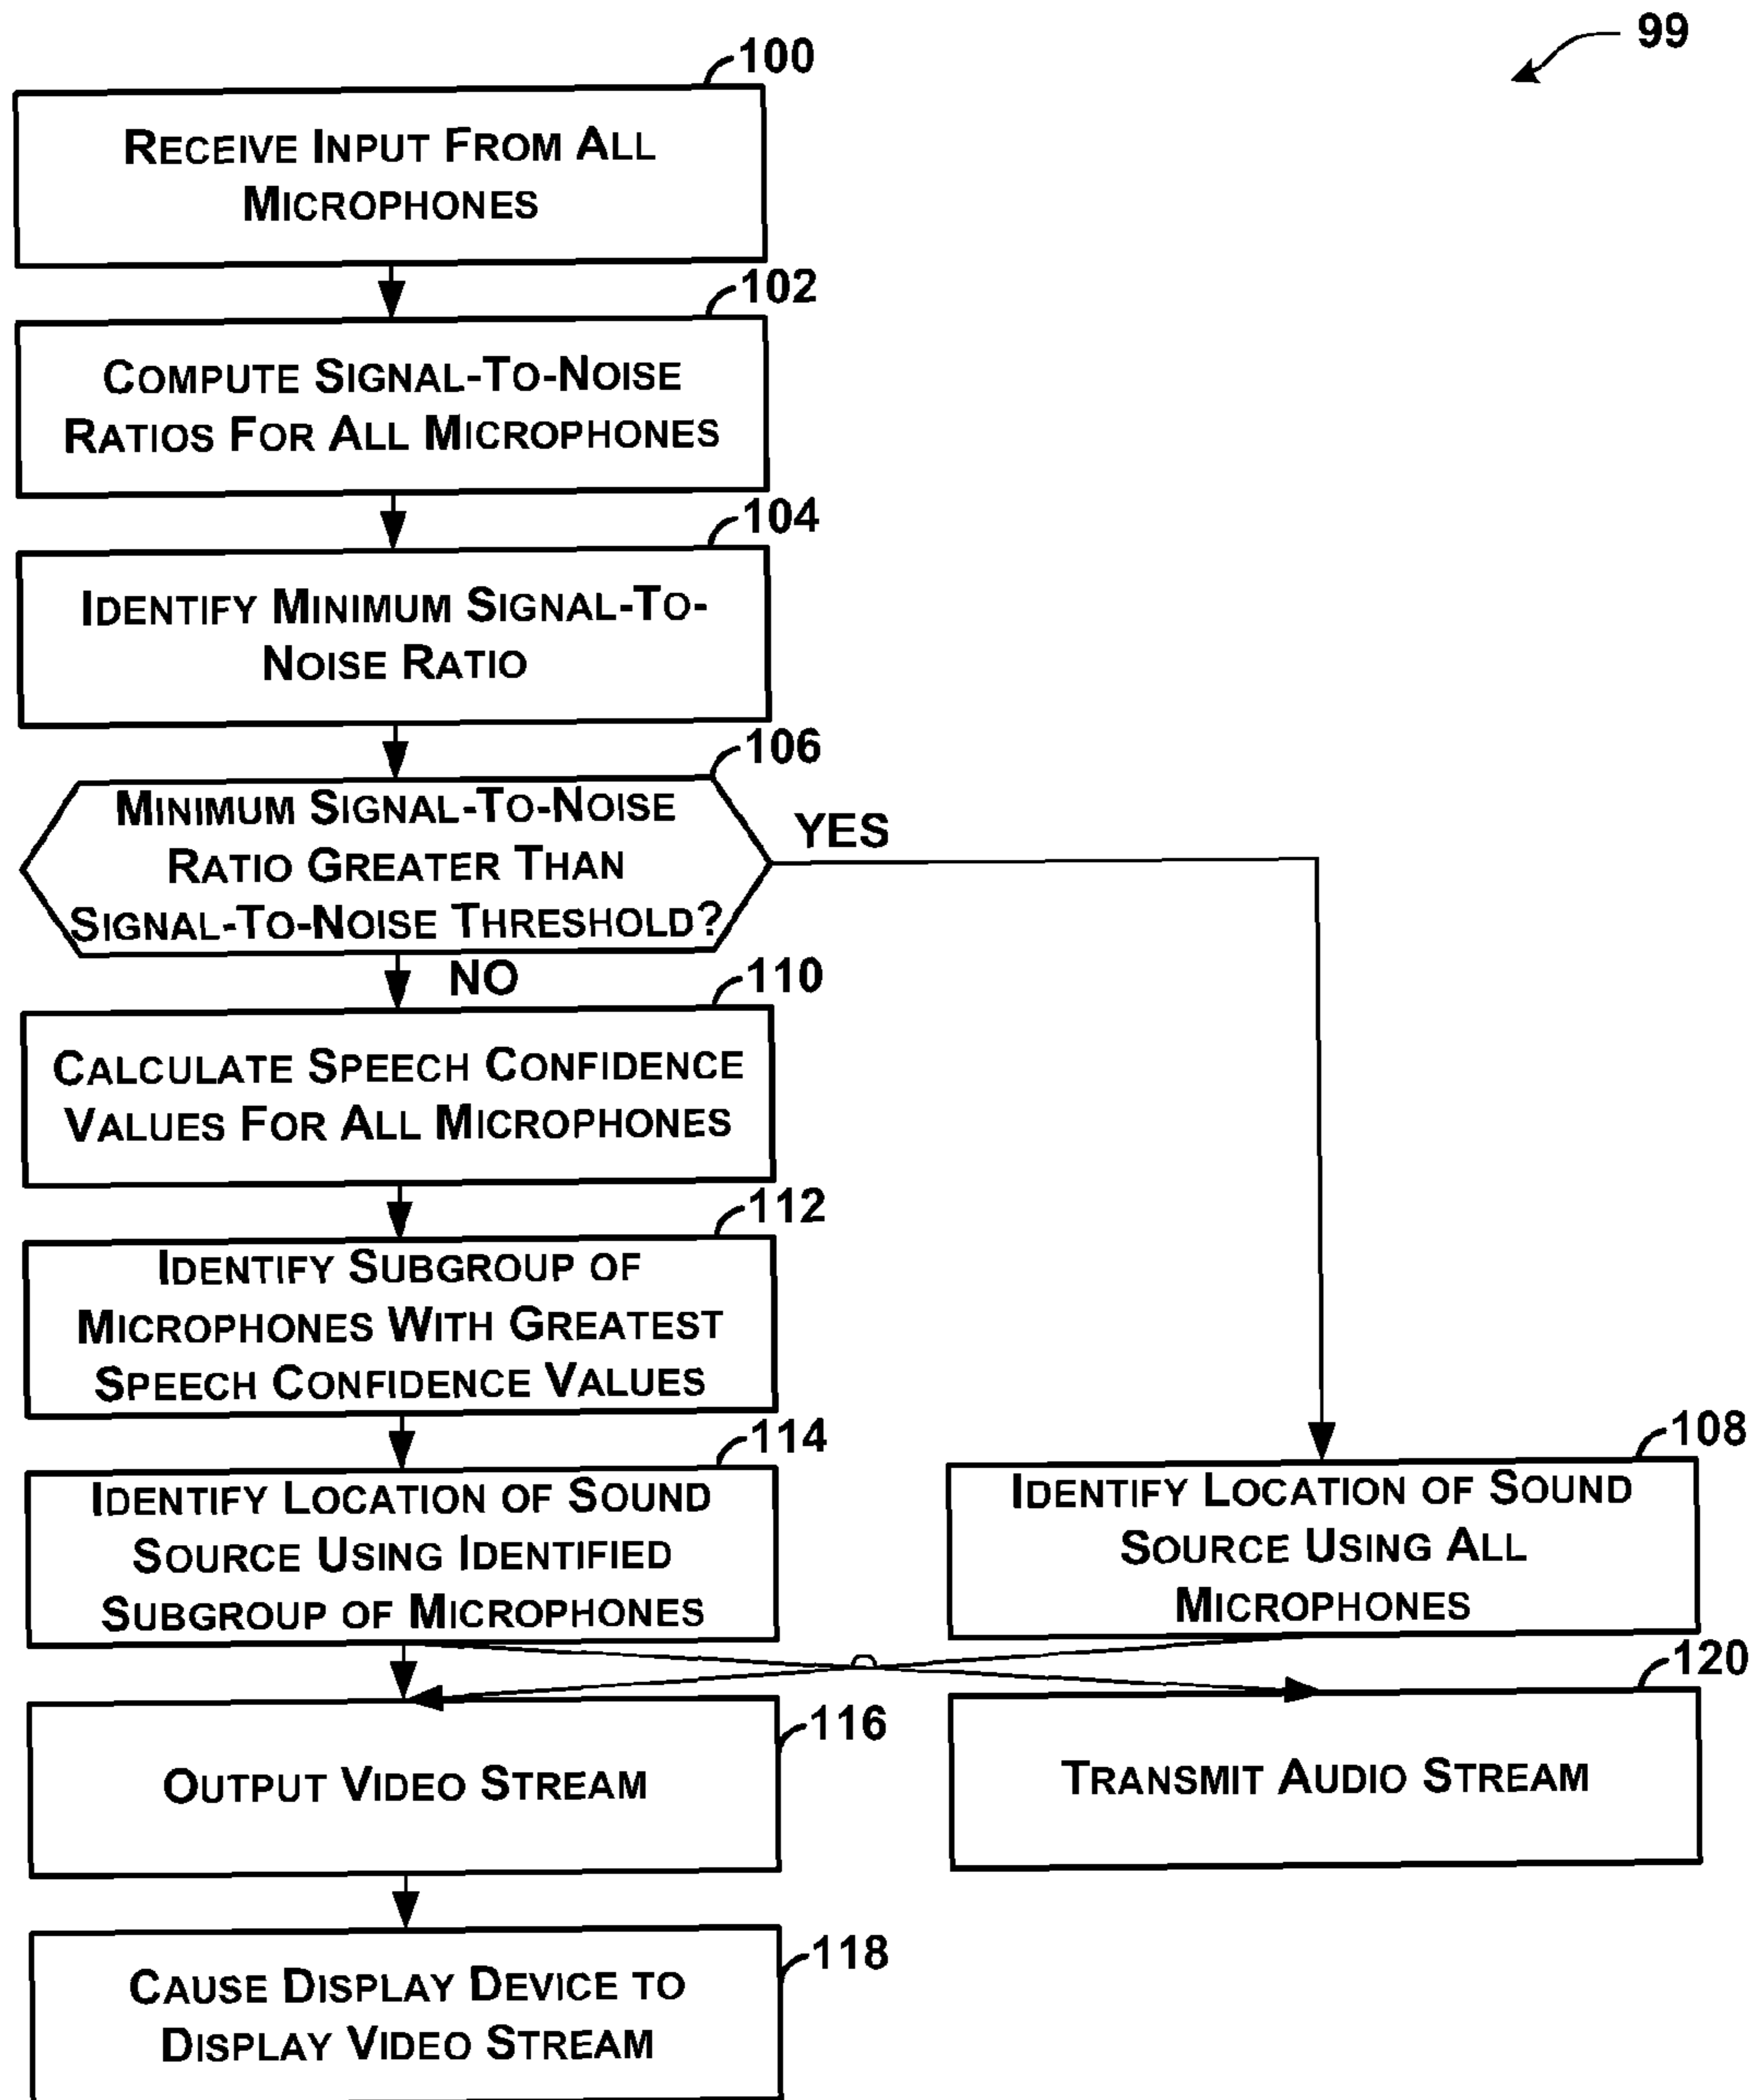 99
100
RECEIVE INPUT FROM ALL
MICROPHONES
102
COMPUTE SIGNAL-TO-NOISE
RATIOS FOR ALL MICROPHONES
104
IDENTIFY MINIMUM SIGNAL-TO-
NOISE RATIO
106
MINIMUM SIGNAL-TO-NOISE
RATIO GREATER THAN
SIGNAL-TO-NOISE THRESHOLD?
YES
NO
110
CALCULATE SPEECH CONFIDENCE
VALUES FOR ALL MICROPHONES
112
IDENTIFY SUBGROUP OF
MICROPHONES WITH GREATEST
SPEECH CONFIDENCE VALUES
114
IDENTIFY LOCATION OF SOUND
SOURCE USING IDENTIFIED
SUBGROUP OF MICROPHONES
108
IDENTIFY LOCATION OF SOUND
SOURCE USING ALL
MICROPHONES
116
OUTPUT VIDEO STREAM
120
TRANSMIT AUDIO STREAM
118
CAUSE DISPLAY DEVICE TO
DISPLAY VIDEO STREAM